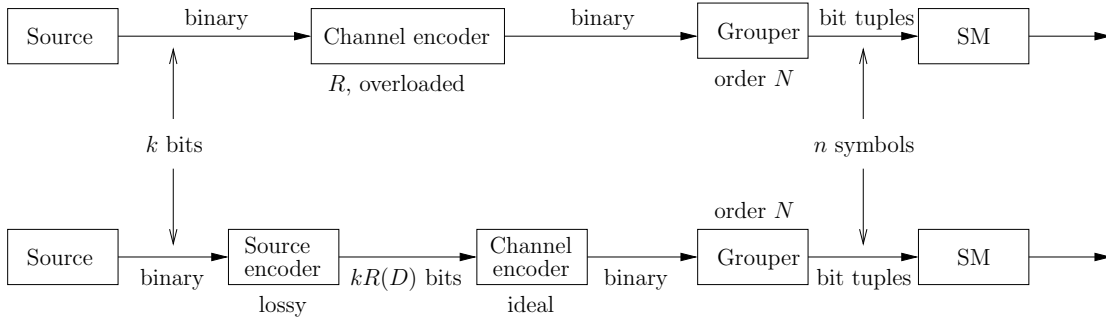 binary
binary
bit tuples
Source
Channel encoder
Grouper
SM
R, overloaded
order N
k bits
n symbols
order N
Source
Source
encoder
Channel
encoder
Grouper
SM
binary
kR(D) bits
binary
bit tuples
lossy
ideal